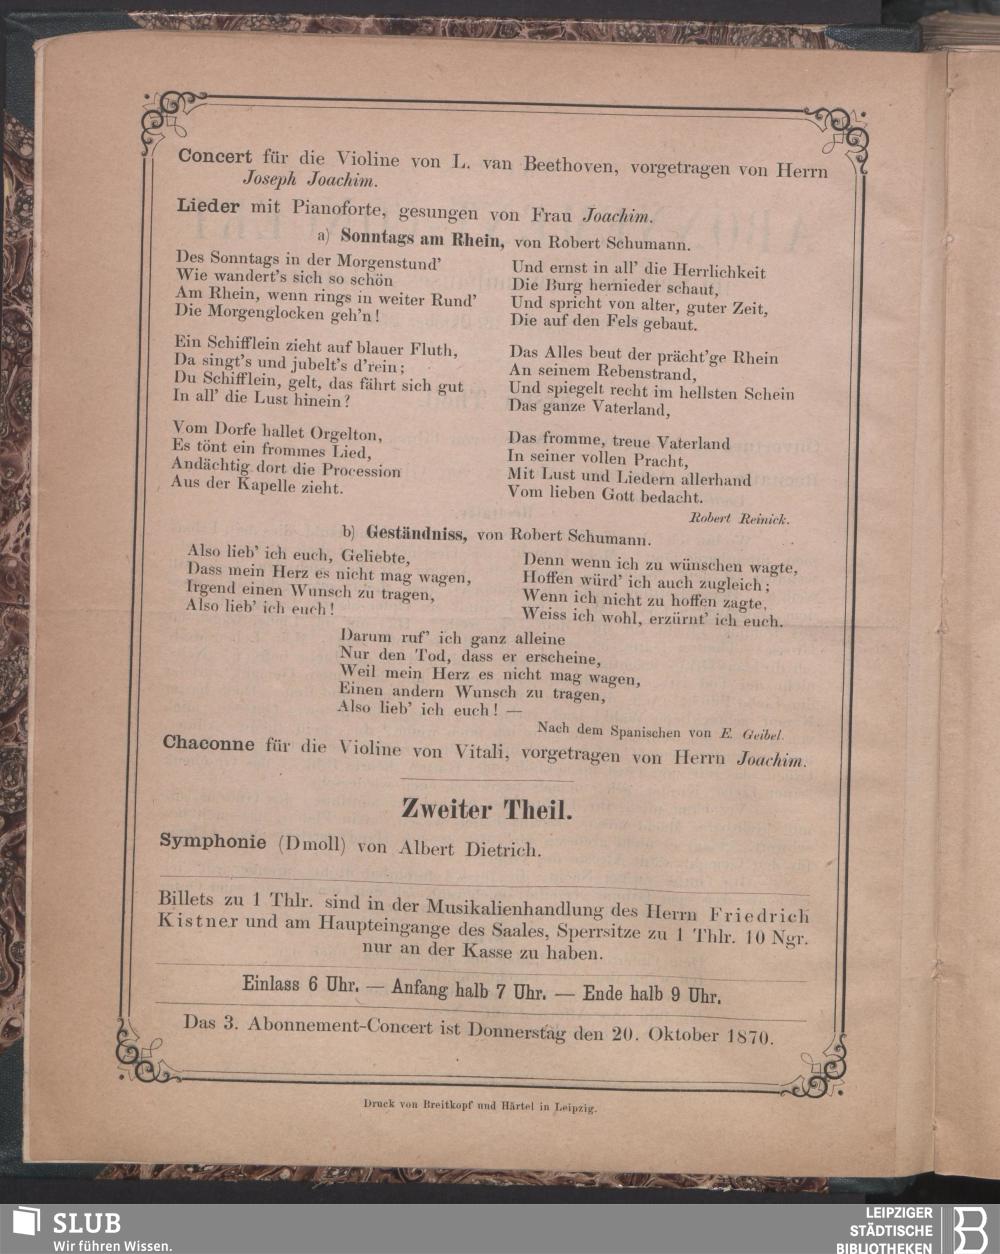 Concert für die Violine von L. van Beethoven, vorgetragen von Herrn
Joseph Joachim.
Lieder mit Pianoforte, gesungen von Frau Joachim.
a) Sonntags am Rhein, von Robert Schumann.
Des Sonntags in der Morgenstund'
Wie wandert's sich so schön
Am Rhein, wenn rings in weiter Rund'
Die Morgenglocken geh'n!
Ein Schifflein zieht auf blauer Fluth,
Da singt's und jubelt's d'rein;
Du Schifflein, gelt, das fährt sich gut
In all' die Lust hinein?
Vom Dorfe hallet Orgelton,
Es tönt ein frommes Lied,
Andächtig dort die Procession
Aus der Kapelle zieht.
Und ernst in all' die Herrlichkeit
Die Burg hernieder schaut,
Und spricht von alter, guter Zeit,
Die auf den Fels gebaut.
Das Alles beut der prächt'ge Rhein
An seinem Rebenstrand,
Und spiegelt recht im hellsten Schein
Das ganze Vaterland,
Das fromme, treue Vaterland
In seiner vollen Pracht,
Mit Lust und Liedern allerhand
Vom lieben Gott bedacht.
Robert Reinick.
b) Geständniss, von Robert Schumann.
Also lieb' ich euch, Geliebte,
Dass mein Herz es nicht mag wagen,
Irgend einen Wunsch zu tragen,
Also lieb' ich euch!
Denn wenn ich zu wünschen wagte,
Hoffen würd' ich auch zugleich;
Wenn ich nicht zu hoffen zagte,
Weiss ich wohl, erzürnt' ich euch.
Darum ruf' ich ganz alleine
Nur den Tod, dass er erscheine,
Weil mein Herz es nicht mag wagen,
Einen andern Wunsch zu tragen,
Also lieb' ich euch! —
Nach dem Spanischen von E. Geibel.
Chaconne für die Violine von Vitali, vorgetragen von Herrn Joachim.
Zweiter Theil.
Symphonie (Dmoll) von Albert Dietrich.
Billets zu 1 Thlr. sind in der Musikalienhandlung des Herrn Friedrich
Kistner und am Haupteingange des Saales, Sperrsitze zu 1 Thlr. 10 Ngr.
nur an der Kasse zu haben.
Einlass 6 Uhr. — Anfang halb 7 Uhr. — Ende halb 9 Uhr.
Das 3. Abonnement-Concert ist Donnerstag den 20. Oktober 1870.
Druck von Breitkopf und Härtel in Leipzig.
SLUB
Wir führen Wissen.
LEIPZIGER
STÄDTISCHE
BIBLIOTHEKEN